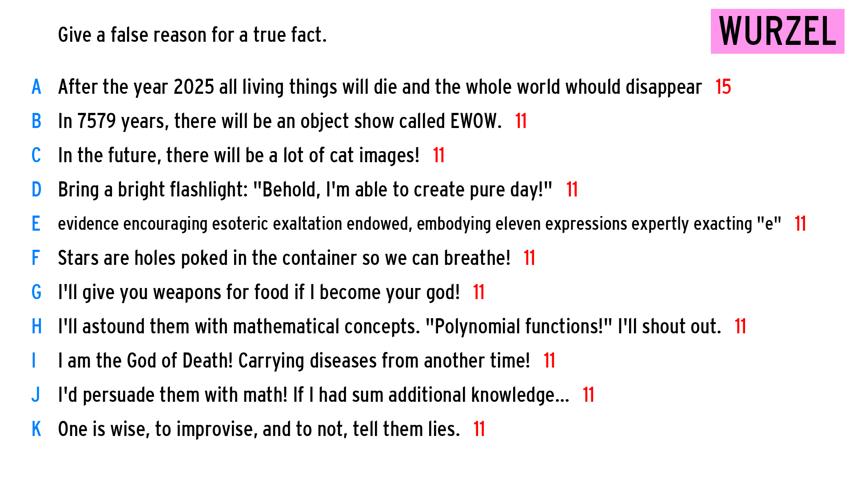 Give a false reason for a true fact.
WURZEL
A After the year 2025 all living things will die and the whole world whould disappear 15
B In 7579 years, there will be an object show called EWOW. 11
C In the future, there will be a lot of cat images! 11
D Bring a bright flashlight: "Behold, I'm able to create pure day!" 11
E evidence encouraging esoteric exaltation endowed, embodying eleven expressions expertly exacting "e" 11
F Stars are holes poked in the container so we can breathe! 11
G I'll give you weapons for food if I become your god! 11
H I'll astound them with mathematical concepts. "Polynomial functions!" I'll shout out. 11
I I am the God of Death! Carrying diseases from another time! 11
J I'd persuade them with math! If I had sum additional knowledge... 11
K One is wise, to improvise, and to not, tell them lies. 11